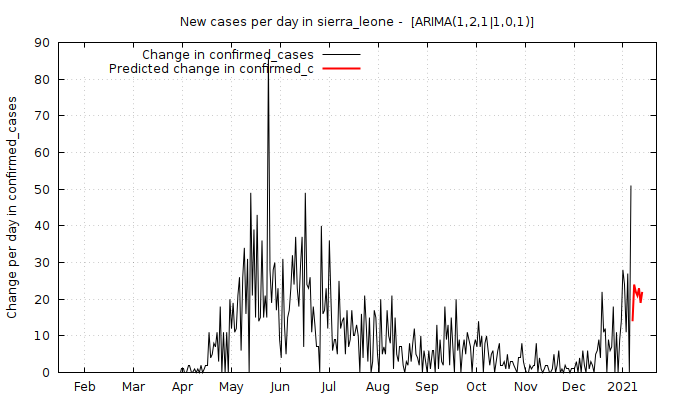 New cases per day in sierra_leone - [ARIMA(1,2,1|1,0,1)]
Change in confirmed_cases
Predicted change in confirmed_c
Change per day in confirmed_cases
90
80
70
60
50
40
30
20
10
0
Feb Mar Apr May Jun Jul Aug Sep Oct Nov Dec 2021